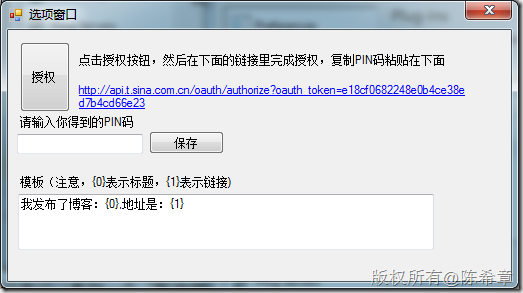 选项窗口
授权
点击授权按钮，然后在下面的链接里完成授权，复制PIN码粘贴在下面
http://api.t.sina.com.cn/oauth/authorize?oauth_token=e18cf0682248e0b4ce38e
d7b4cd66e23
请输入你得到的PIN码
保存
模板（注意，{0}表示标题，{1}表示链接)
我发布了博客：{0}.地址是：{1}
版权所有@陈希章